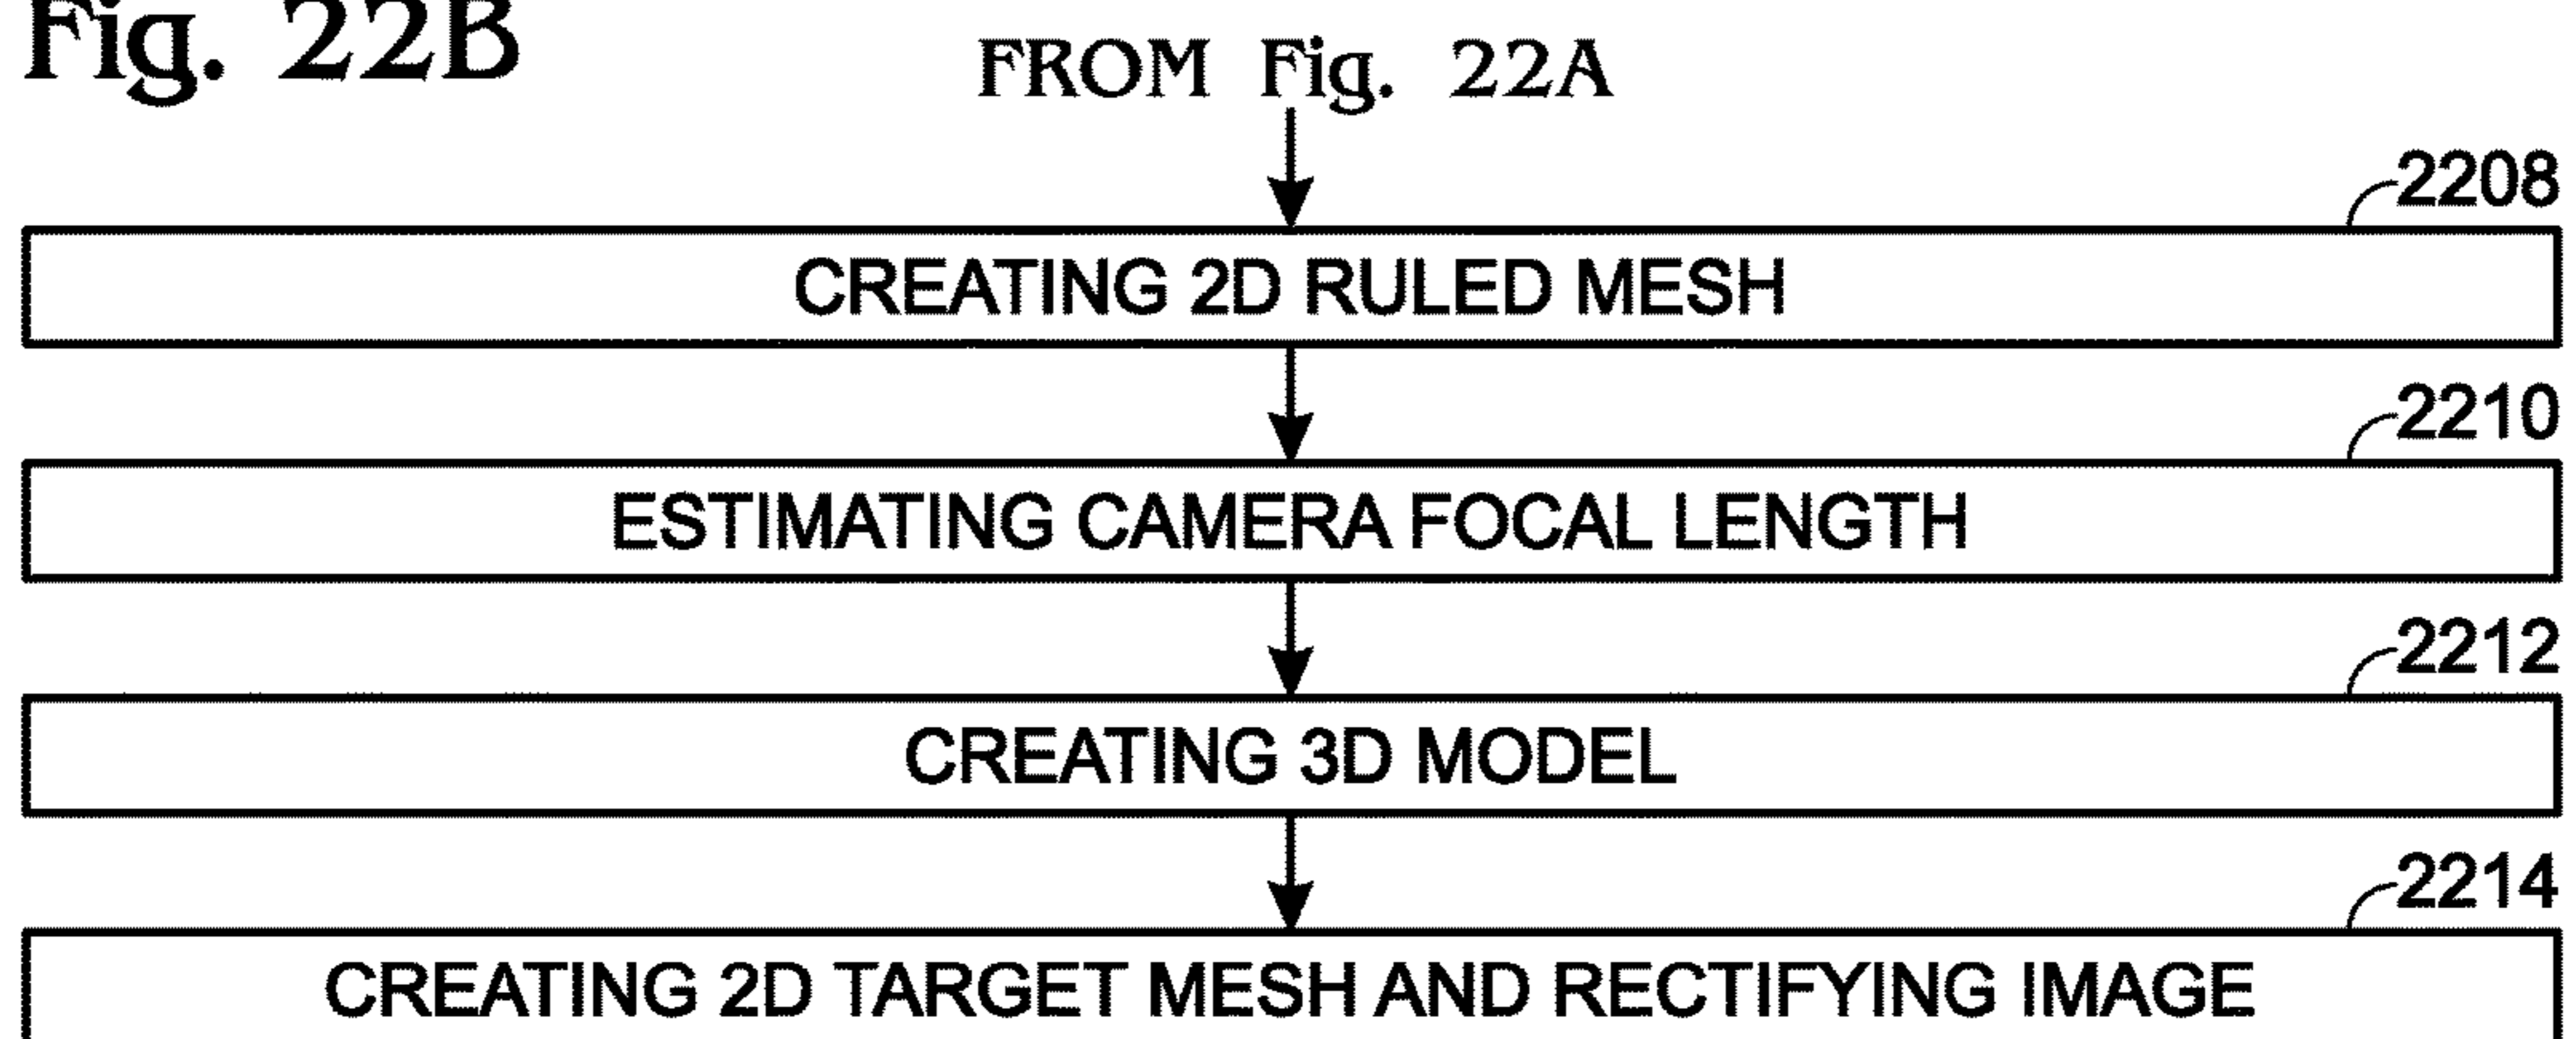 Fig. 22B
FROM Fig. 22A
2208
CREATING 2D RULED MESH
2210
ESTIMATING CAMERA FOCAL LENGTH
2212
CREATING 3D MODEL
2214
CREATING 2D TARGET MESH AND RECTIFYING IMAGE